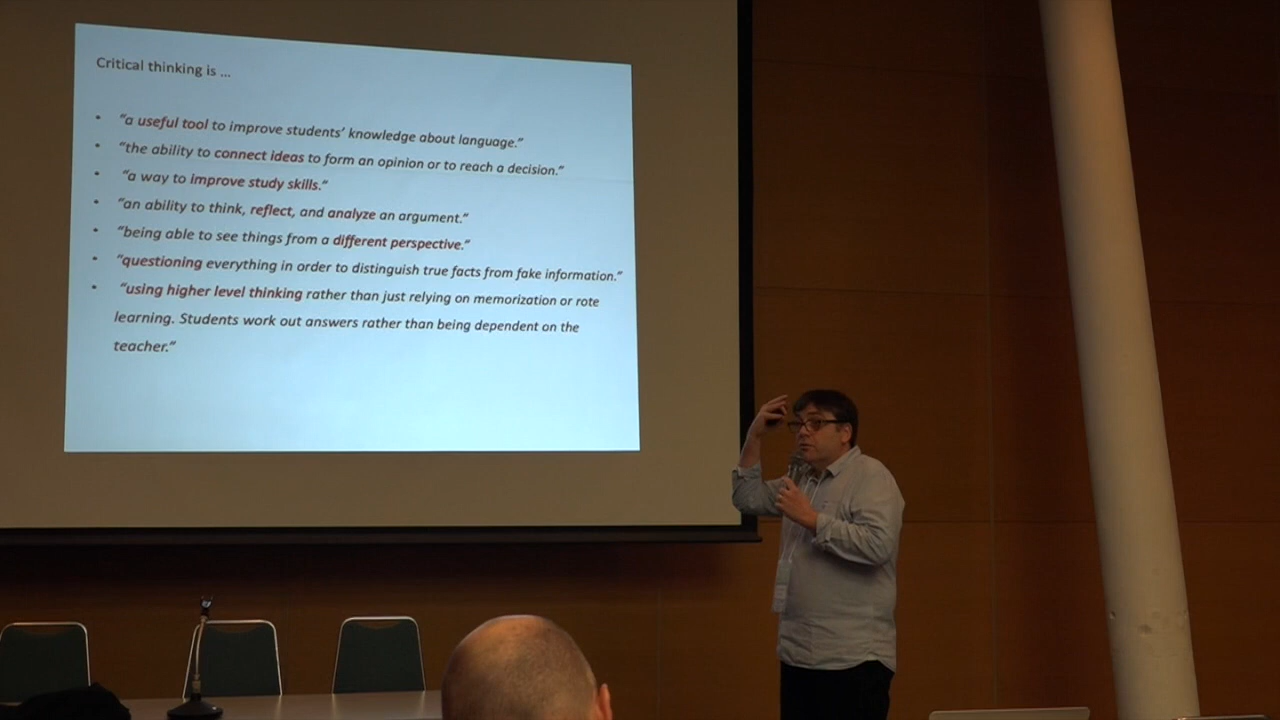 Critical thinking is ...
• “a useful tool to improve students’ knowledge about language.”
• “the ability to connect ideas to form an opinion or to reach a decision.”
• “a way to improve study skills.”
• “an ability to think, reflect, and analyze an argument.”
• “being able to see things from a different perspective.”
• “questioning everything in order to distinguish true facts from fake information.”
• “using higher level thinking rather than just relying on memorization or rote
learning. Students work out answers rather than being dependent on the
teacher.”